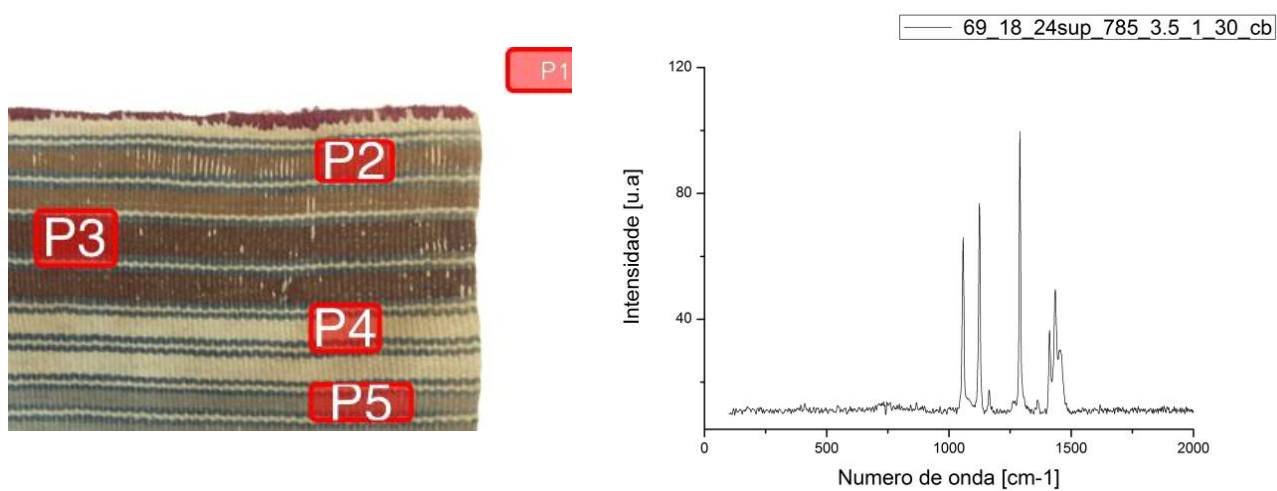 P1
P2
P3
P4
P5
69_18_24sup_785_3.5_1_30_cb
120
80
40
Intensidade [u.a]
0
500
1000
1500
2000
Numero de onda [cm-1]